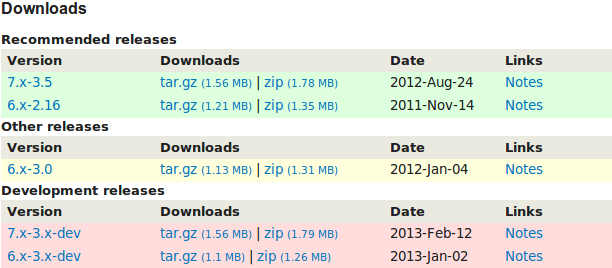 Downloads
Recommended releases
Version Downloads Date Links
7.x-3.5 tar.gz (1.56 MB) | zip (1.78 MB) 2012-Aug-24 Notes
6.x-2.16 tar.gz (1.21 MB) | zip (1.35 MB) 2011-Nov-14 Notes
Other releases
Version Downloads Date Links
6.x-3.0 tar.gz (1.13 MB) | zip (1.31 MB) 2012-Jan-04 Notes
Development releases
Version Downloads Date Links
7.x-3.x-dev tar.gz (1.56 MB) | zip (1.79 MB) 2013-Feb-12 Notes
6.x-3.x-dev tar.gz (1.1 MB) | zip (1.26 MB) 2013-Jan-02 Notes